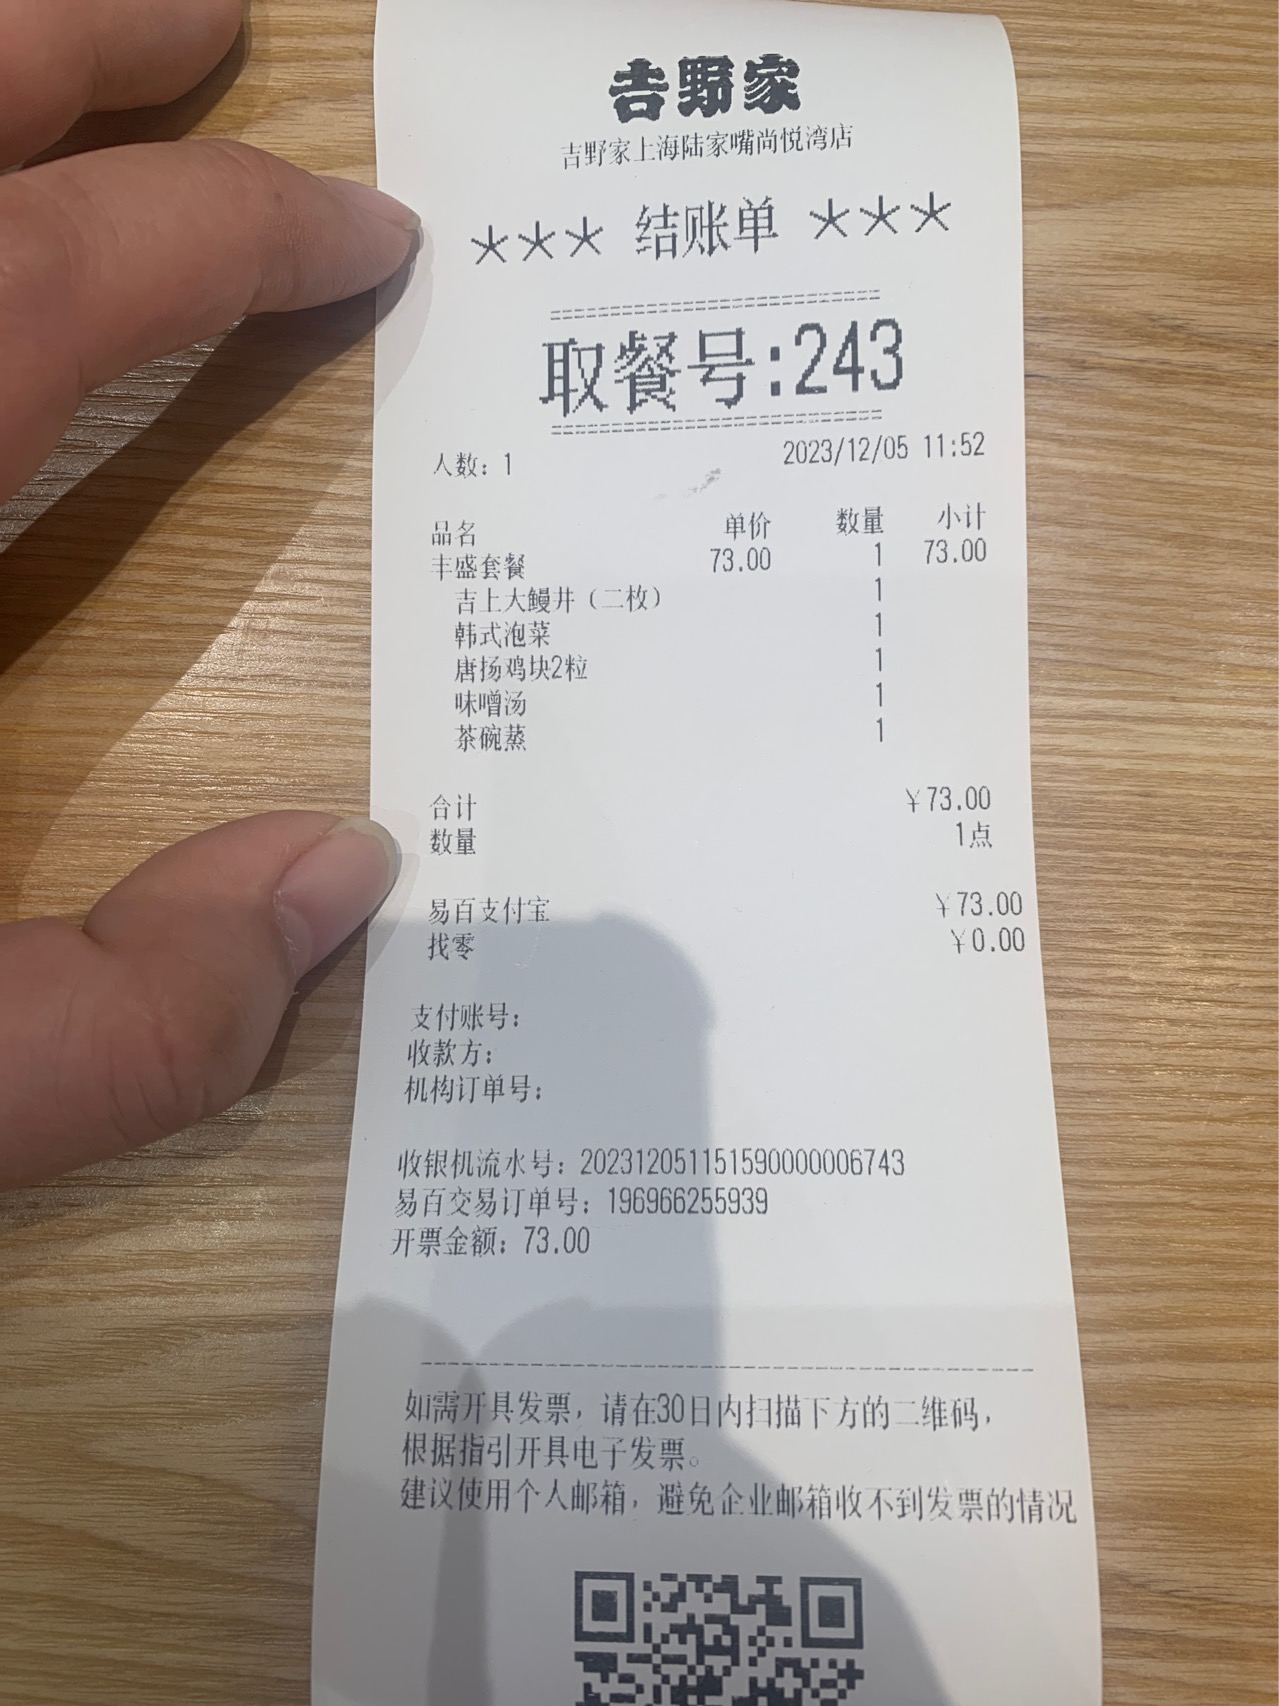 吉野家
吉野家上海陆家嘴尚悦湾店
*** 结账单 ***
取餐号:243
人数: 1 2023/12/05 11:52
品名 单价 数量 小计
丰盛套餐 73.00 1 73.00
吉上大鳗井（二枚） 1
韩式泡菜 1
唐扬鸡块2粒 1
味噌汤 1
茶碗蒸 1
合计 ￥73.00
数量 1点
易百支付宝 ￥73.00
找零 ￥0.00
支付账号:
收款方:
机构订单号:
收银机流水号: 202312051151590000006743
易百交易订单号: 196966255939
开票金额: 73.00
如需开具发票，请在30日内扫描下方的二维码，
根据指引开具电子发票。
建议使用个人邮箱，避免企业邮箱收不到发票的情况